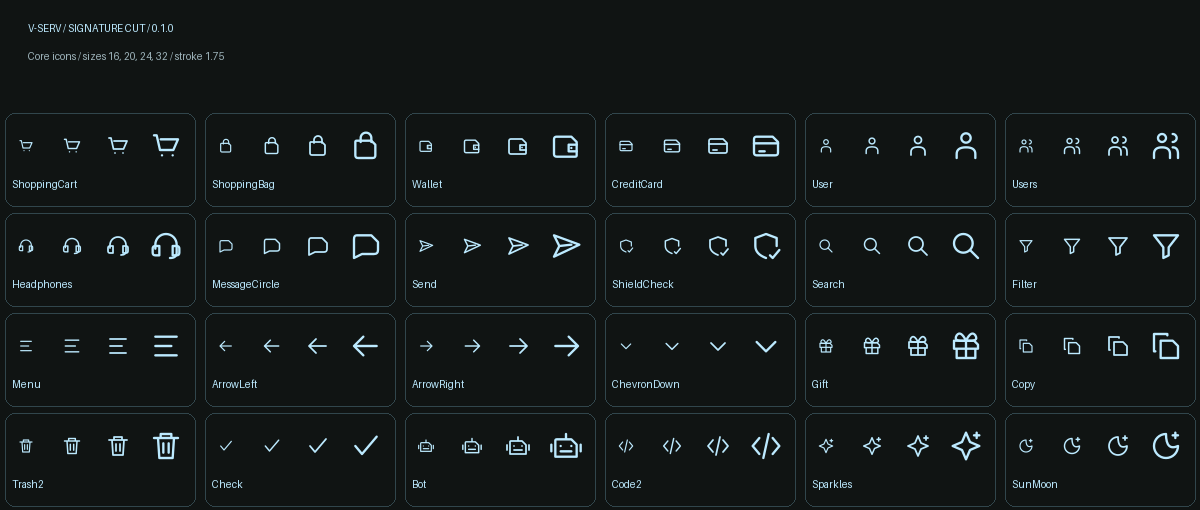 V-SERV / SIGNATURE CUT / 0.1.0
Core icons / sizes 16, 20, 24, 32 / stroke 1.75
ShoppingCart
ShoppingBag
Wallet
CreditCard
User
Users
Headphones
MessageCircle
Send
ShieldCheck
Search
Filter
Menu
ArrowLeft
ArrowRight
ChevronDown
Gift
Copy
Trash2
Check
Bot
Code2
Sparkles
SunMoon